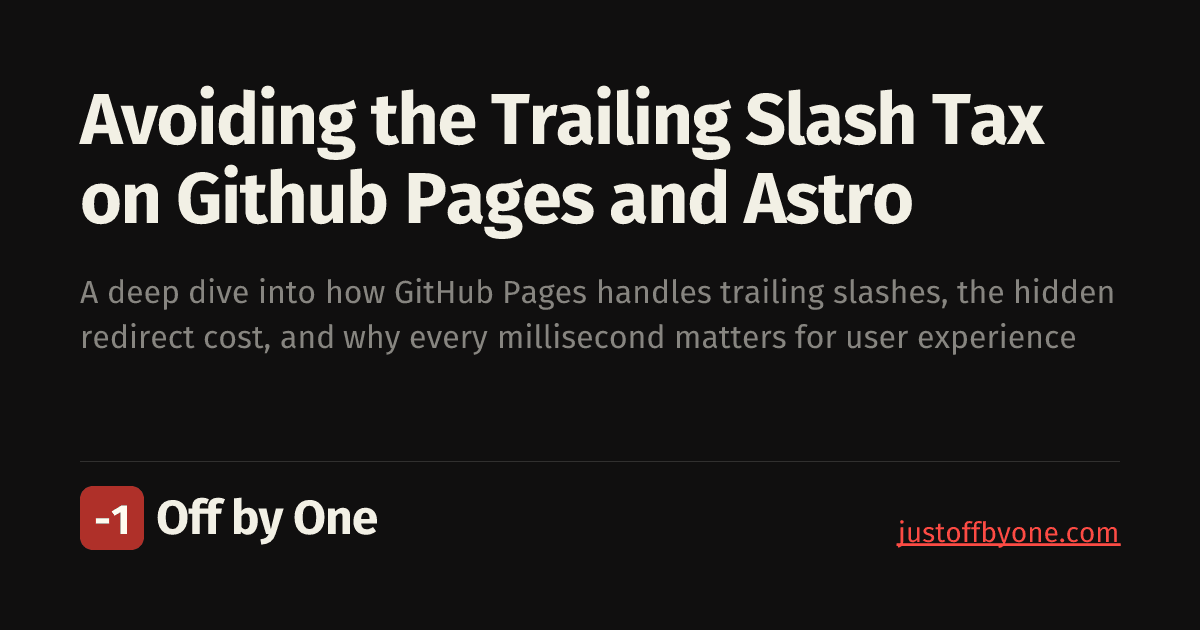 Avoiding the Trailing Slash Tax
on Github Pages and Astro
A deep dive into how GitHub Pages handles trailing slashes, the hidden
redirect cost, and why every millisecond matters for user experience
-1 Off by One
justoffbyone.com